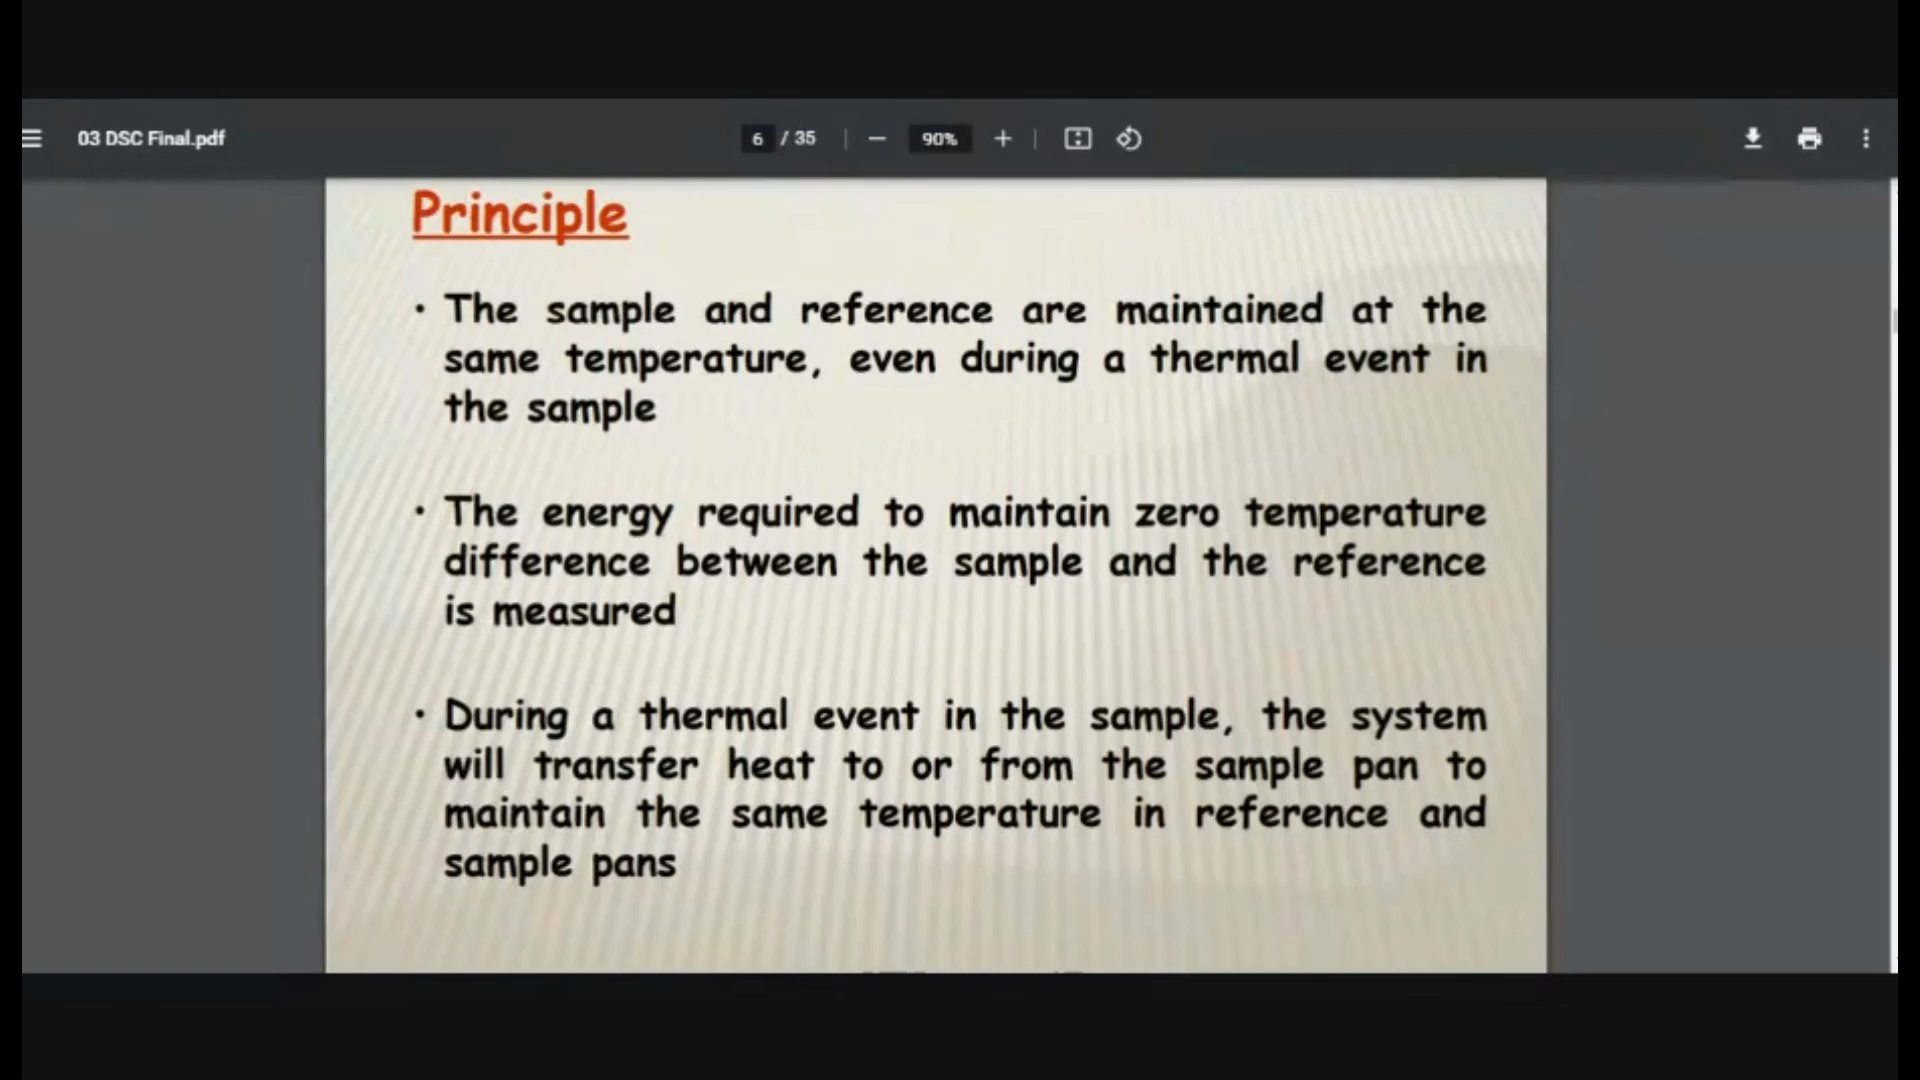 03 DSC Final.pdf
6 / 35
90%
Principle
• The sample and reference are maintained at the
same temperature, even during a thermal event in
the sample
• The energy required to maintain zero temperature
difference between the sample and the reference
is measured
• During a thermal event in the sample, the system
will transfer heat to or from the sample pan to
maintain the same temperature in reference and
sample pans